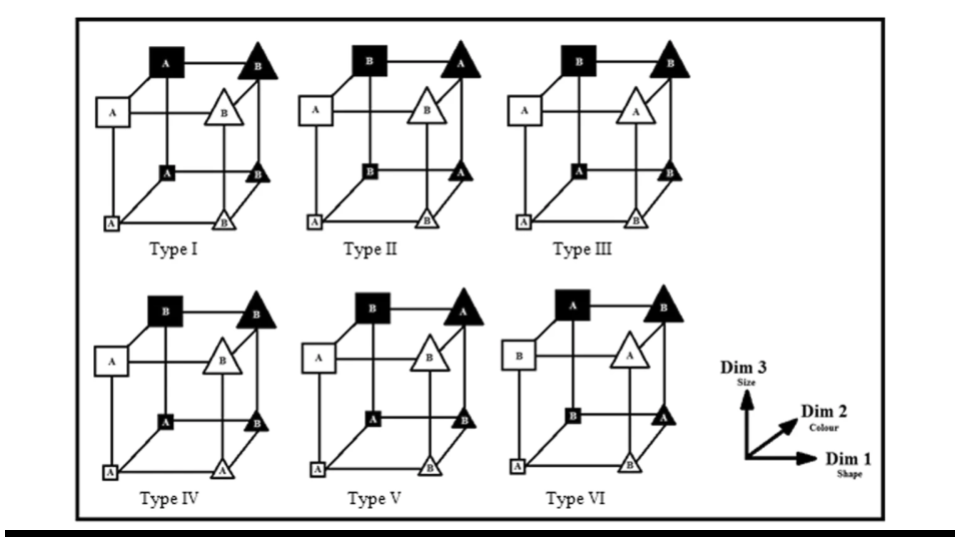 A B
A B
A B
A B
Type I
B A
A B
B A
A B
Type II
B B
A A
A B
A B
Type III
B B
A B
A B
A A
Type IV
B A
A B
A B
A B
Type V
A B
B A
B A
A B
Type VI
Dim 3
Size
Dim 2
Colour
Dim 1
Shape